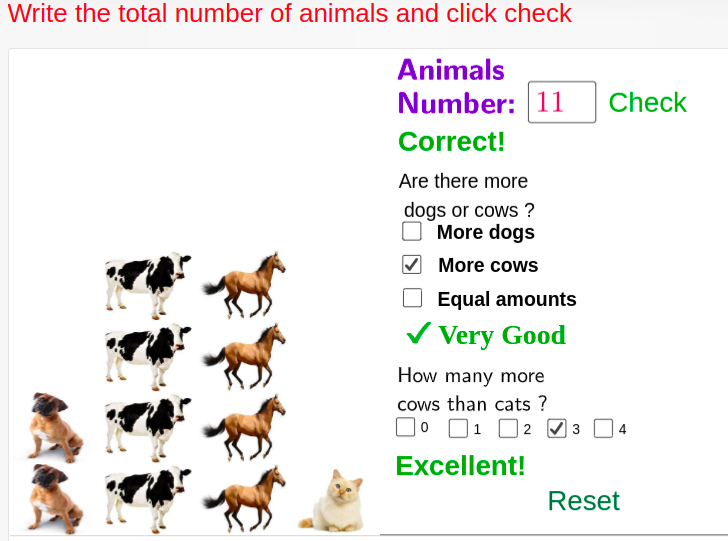 Write the total number of animals and click check
Animals
Number: 11 Check
Correct!
Are there more
dogs or cows ?
More dogs
More cows
Equal amounts
✓ Very Good
How many more
cows than cats ?
0 1 2 3 4
Excellent!
Reset